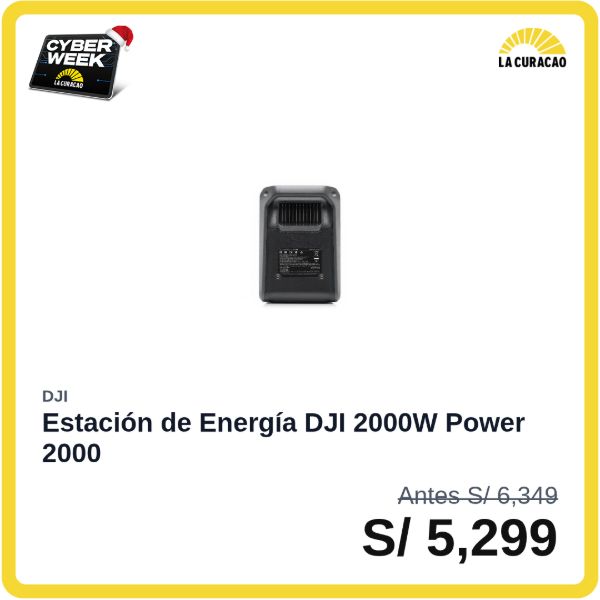 CYBER
WEEK
LA CURACAO
LA CURACAO
DJI
Estación de Energía DJI 2000W Power
2000
Antes S/ 6,349
S/ 5,299